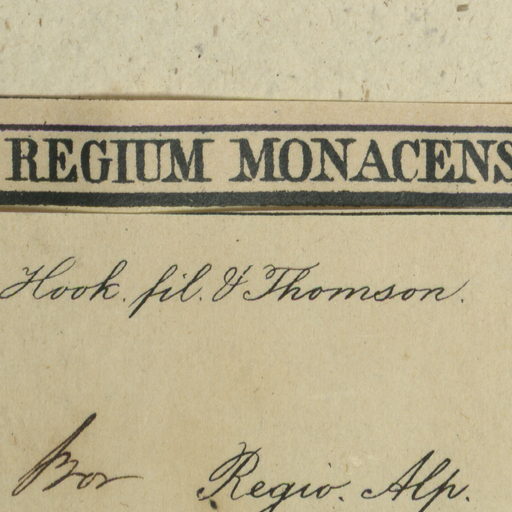 REGIUM MONACENS
Hook. fil. & Thomson.
Regio. Alp.